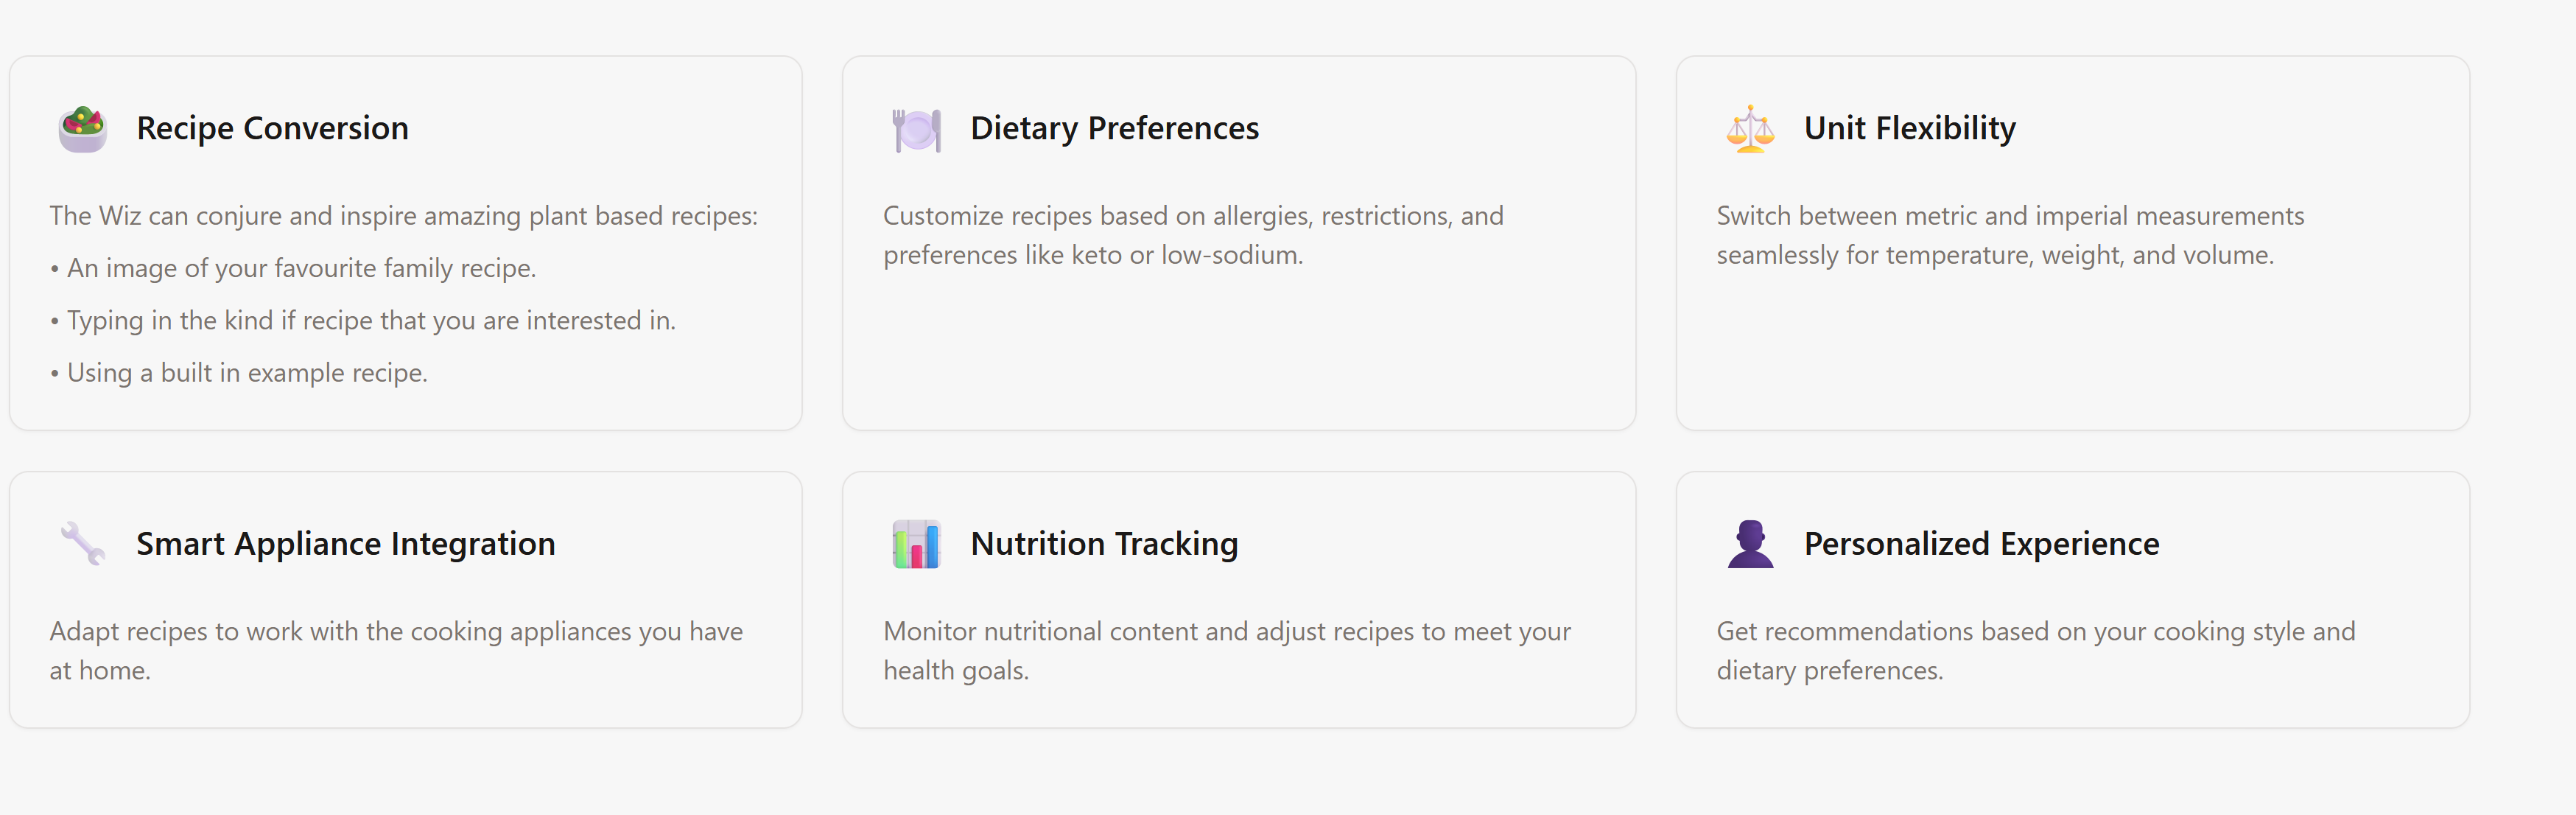 Recipe Conversion
The Wiz can conjure and inspire amazing plant based recipes:
• An image of your favourite family recipe.
• Typing in the kind if recipe that you are interested in.
• Using a built in example recipe.
Dietary Preferences
Customize recipes based on allergies, restrictions, and
preferences like keto or low-sodium.
Unit Flexibility
Switch between metric and imperial measurements
seamlessly for temperature, weight, and volume.
Smart Appliance Integration
Adapt recipes to work with the cooking appliances you have
at home.
Nutrition Tracking
Monitor nutritional content and adjust recipes to meet your
health goals.
Personalized Experience
Get recommendations based on your cooking style and
dietary preferences.